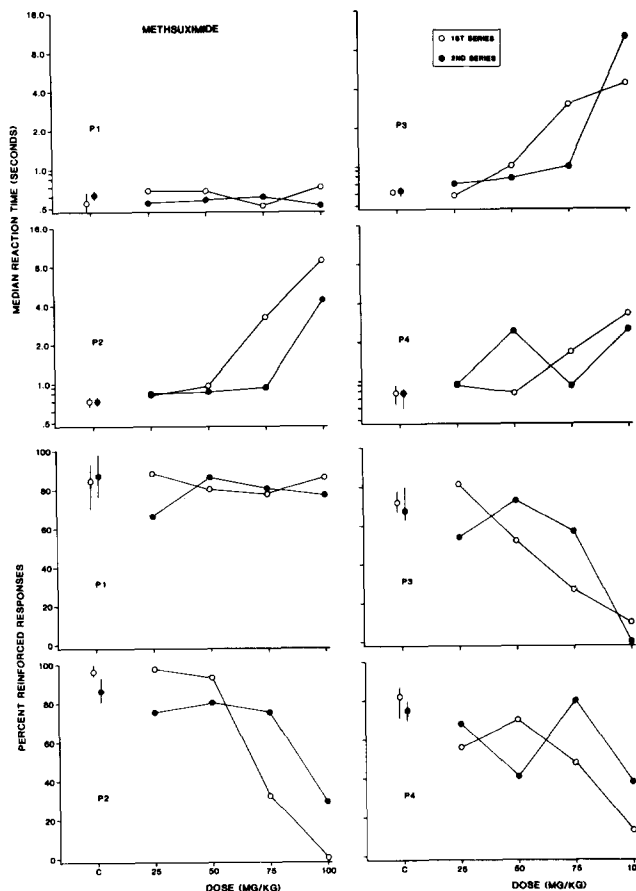 METHSUXIMIDE
○ 1ST SERIES
● 2ND SERIES
MEDIAN REACTION TIME (SECONDS)
16.0
8.0
4.0
2.0
1.0
.5
P1
P3
16.0
8.0
4.0
2.0
1.0
.5
P2
P4
PERCENT REINFORCED RESPONSES
100
80
60
40
20
0
P1
P3
100
80
60
40
20
0
P2
P4
C 25 50 75 100
DOSE (MG/KG)
C 25 50 75 100
DOSE (MG/KG)